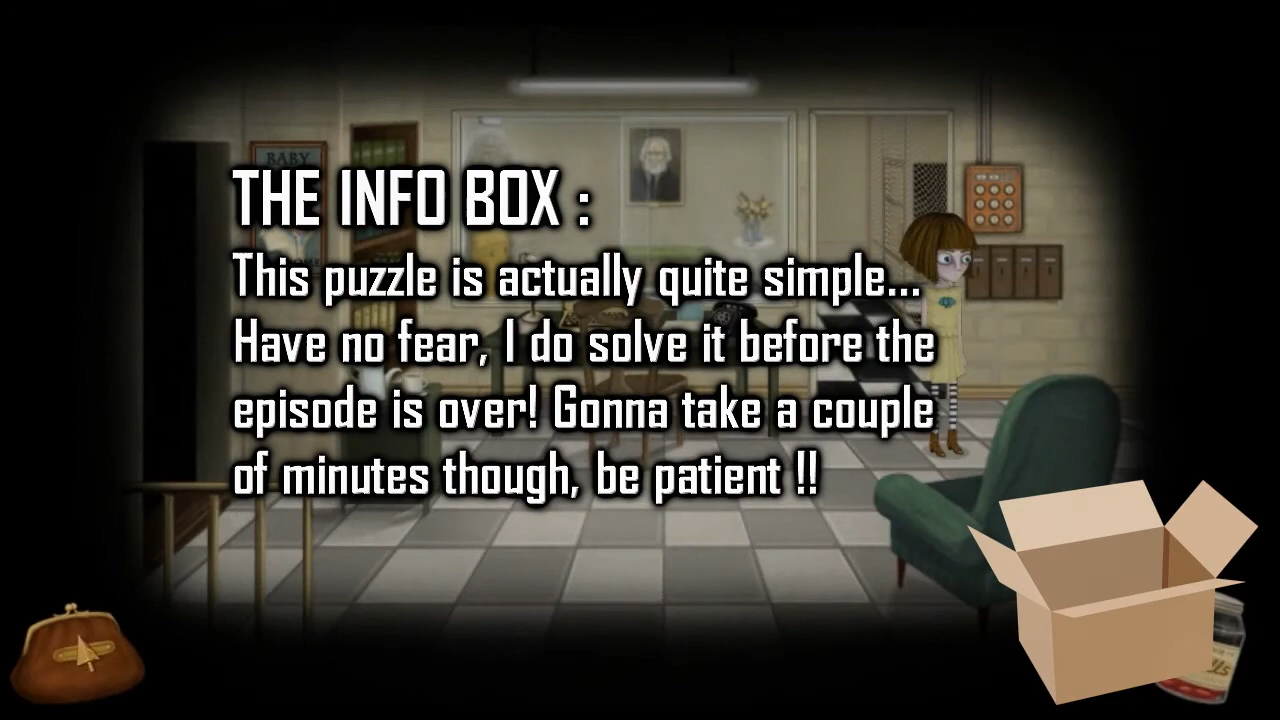 BABY
THE INFO BOX :
This puzzle is actually quite simple...
Have no fear, I do solve it before the
episode is over! Gonna take a couple
of minutes though, be patient !!